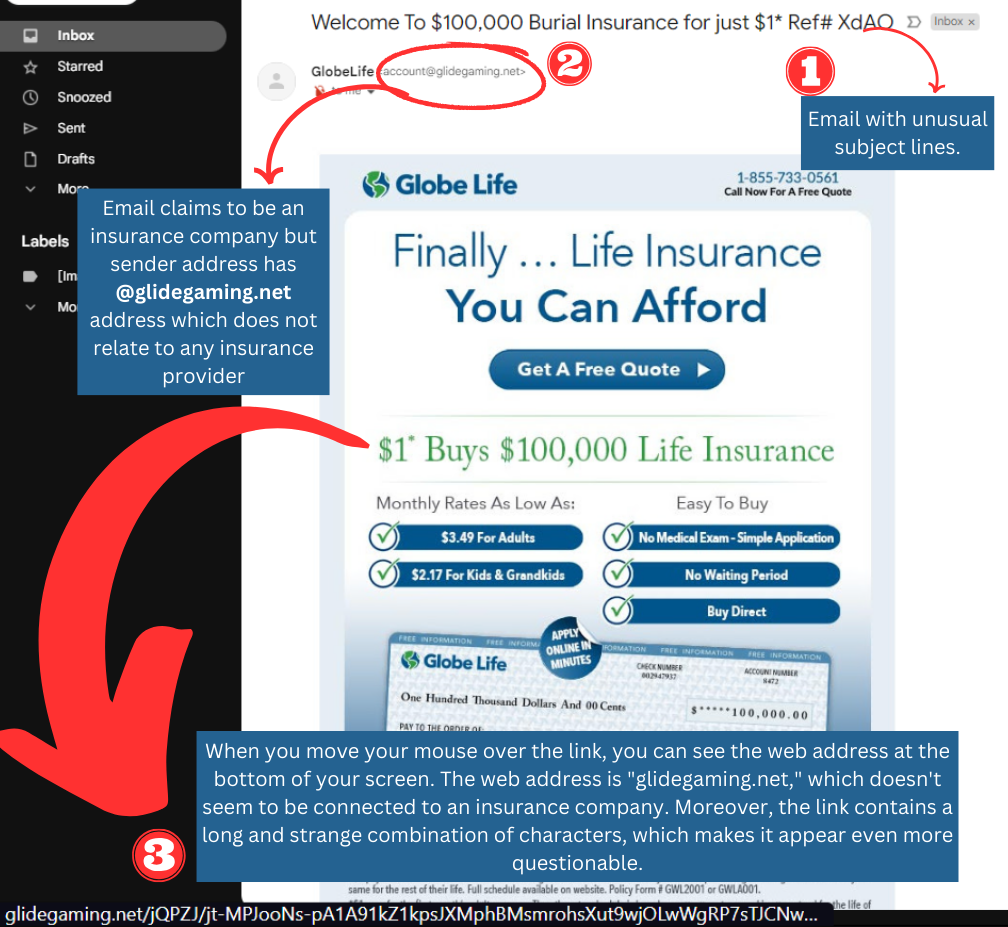 Welcome To $100,000 Burial Insurance for just $1* Ref# XdAO
Inbox ×
Inbox
Starred
Snoozed
Sent
Drafts
More
Labels
[Im
Mo
GlobeLife <account@glidegaming.net>
to me
2
1
Email with unusual
subject lines.
Email claims to be an
insurance company but
sender address has
@glidegaming.net
address which does not
relate to any insurance
provider
Globe Life
1-855-733-0561
Call Now For A Free Quote
Finally ... Life Insurance
You Can Afford
Get A Free Quote
$1* Buys $100,000 Life Insurance
Monthly Rates As Low As:
$3.49 For Adults
$2.17 For Kids & Grandkids
Easy To Buy
No Medical Exam - Simple Application
No Waiting Period
Buy Direct
APPLY
ONLINE IN
MINUTES
FREE INFORMATION FREE INFORM RMATION FREE INFORMATION FREE INFORMATION
Globe Life
CHECK NUMBER
002947937
ACCOUNT NUMBER
8472
One Hundred Thousand Dollars And 00 Cents
$*****100,000.00
PAY TO THE ORDER OF:
When you move your mouse over the link, you can see the web address at the
bottom of your screen. The web address is "glidegaming.net," which doesn't
seem to be connected to an insurance company. Moreover, the link contains a
long and strange combination of characters, which makes it appear even more
questionable.
3
same for the rest of their life. Full schedule available on website. Policy Form # GWL2001 or GWLA001.
the life of
glidegaming.net/jQPZJ/jt-MPJooNs-pA1A91kZ1kpsJXMphBMsmrohsXut9wjOLwWgRP7sTJCNw...